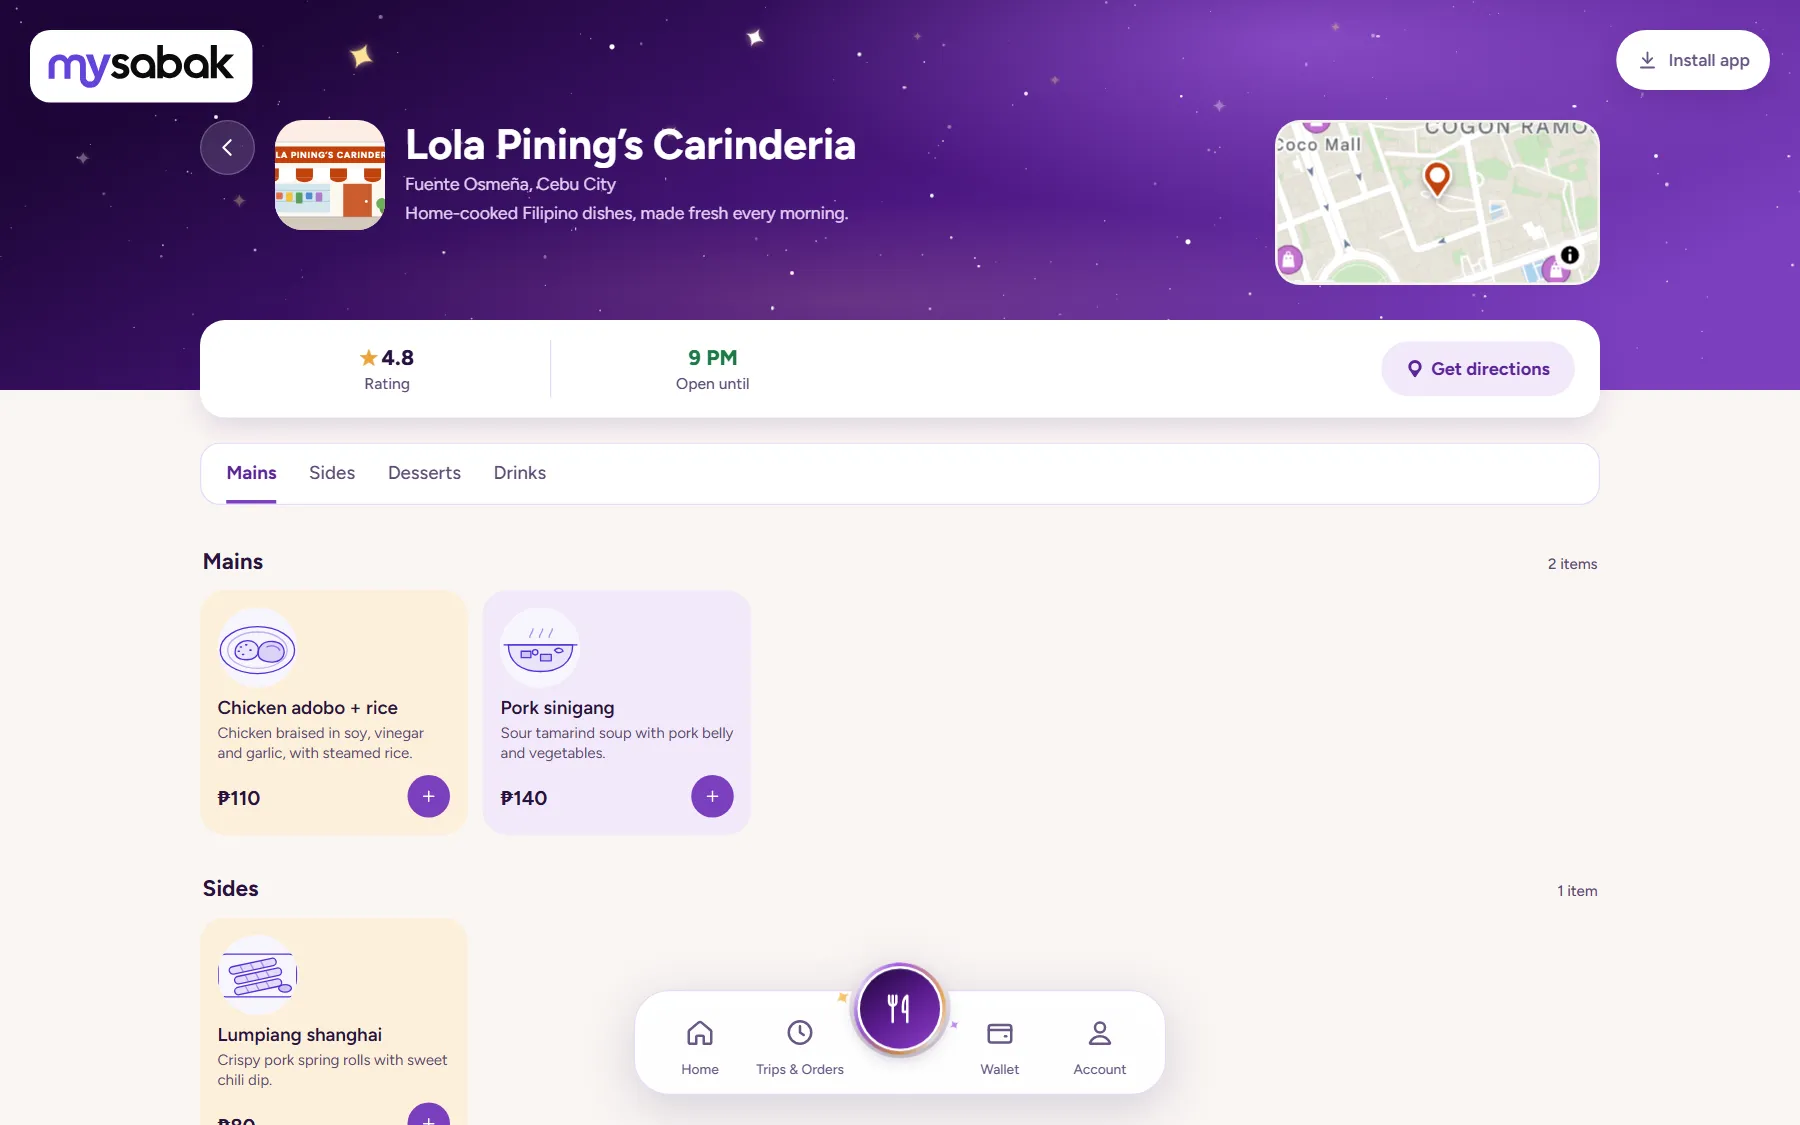 mysabak
Install app
LA PINING'S CARINDER
Lola Pining's Carinderia
Fuente Osmeña, Cebu City
Home-cooked Filipino dishes, made fresh every morning.
COGON RAMOS
Coco Mall
4.8
Rating
9 PM
Open until
Get directions
Mains
Sides
Desserts
Drinks
Mains
2 items
Chicken adobo + rice
Chicken braised in soy, vinegar
and garlic, with steamed rice.
₱110
Pork sinigang
Sour tamarind soup with pork belly
and vegetables.
₱140
Sides
1 item
Lumpiang shanghai
Crispy pork spring rolls with sweet
chili dip.
₱80
Home
Trips & Orders
Wallet
Account